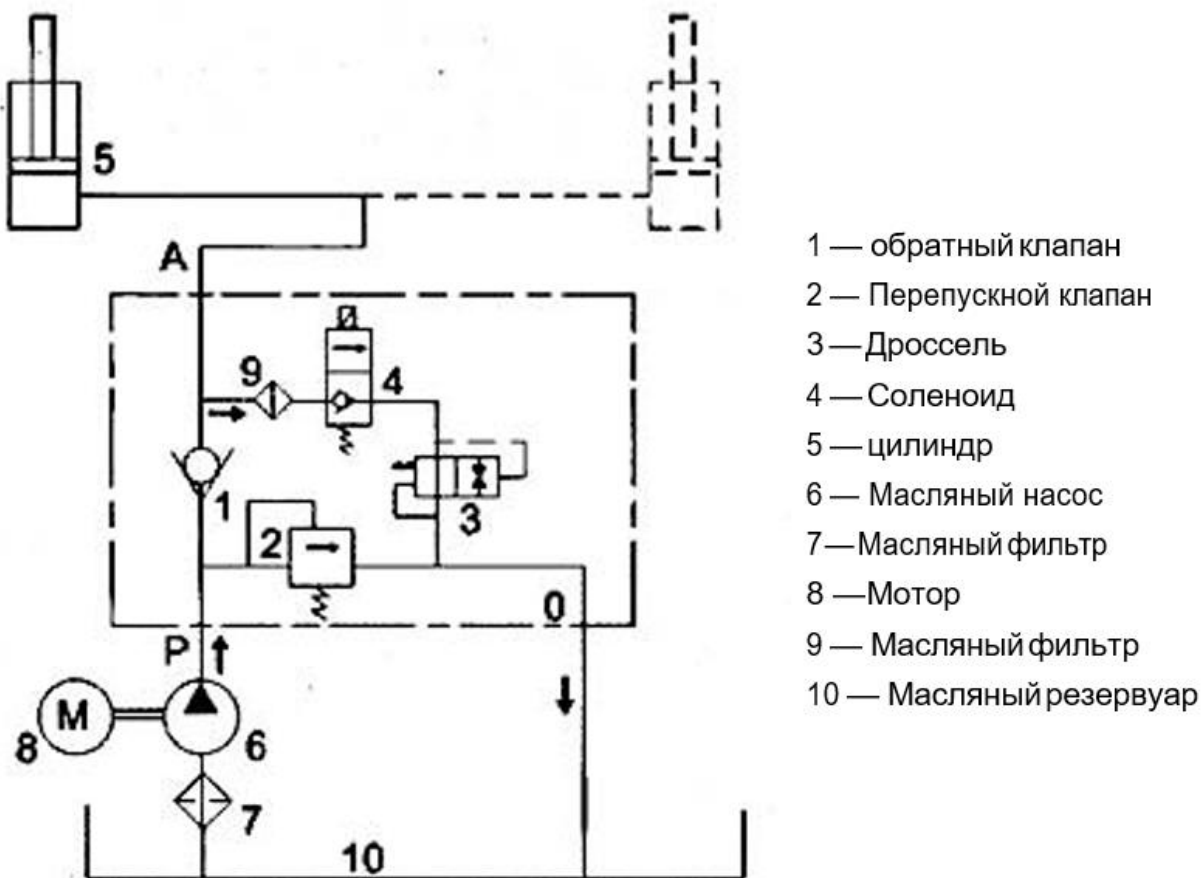 5
A
9
4
1
2
3
0
P
M
8
6
7
10
1 — обратный клапан
2 — Перепускной клапан
3 — Дроссель
4 — Соленоид
5 — цилиндр
6 — Масляный насос
7 — Масляный фильтр
8 — Мотор
9 — Масляный фильтр
10 — Масляный резервуар